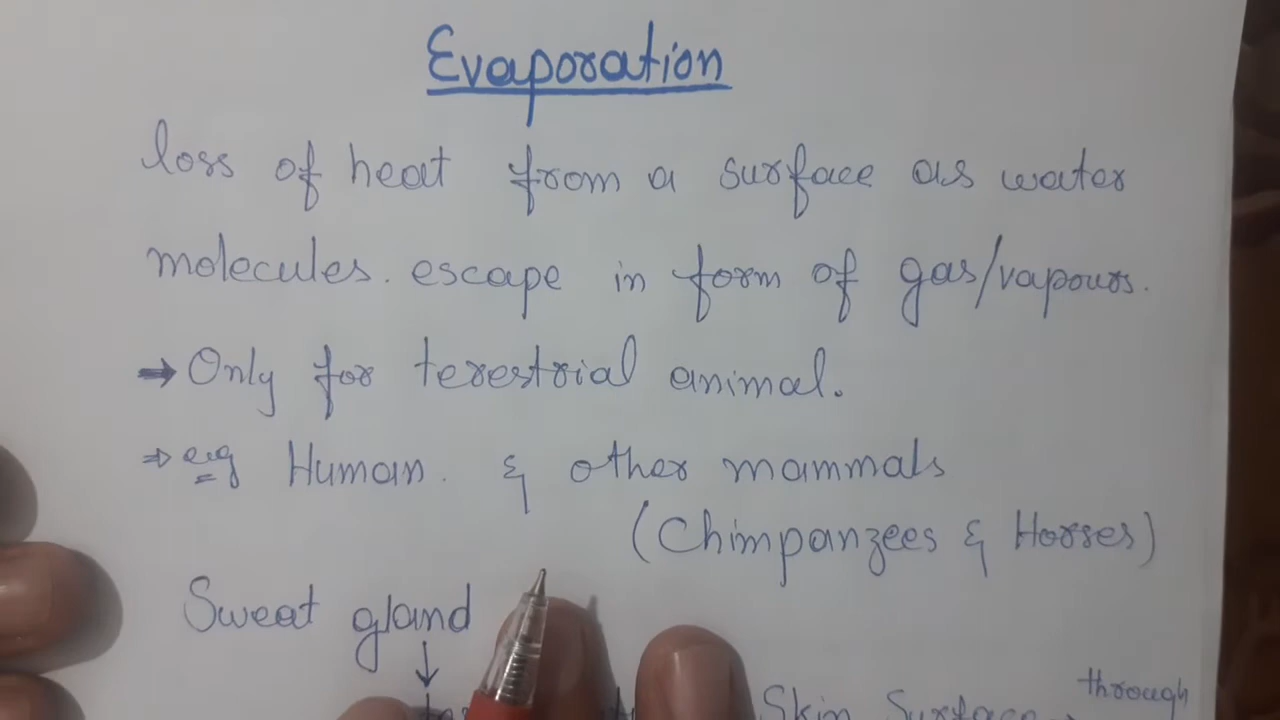 Evaporation
loss of heat from a surface as water
molecules. escape in form of gas/vapours.
→ Only for terestrial animal.
⇒ e.g Human. & other mammals
(Chimpanzees & Horses)
Sweat gland
↓
through
Skin Surface